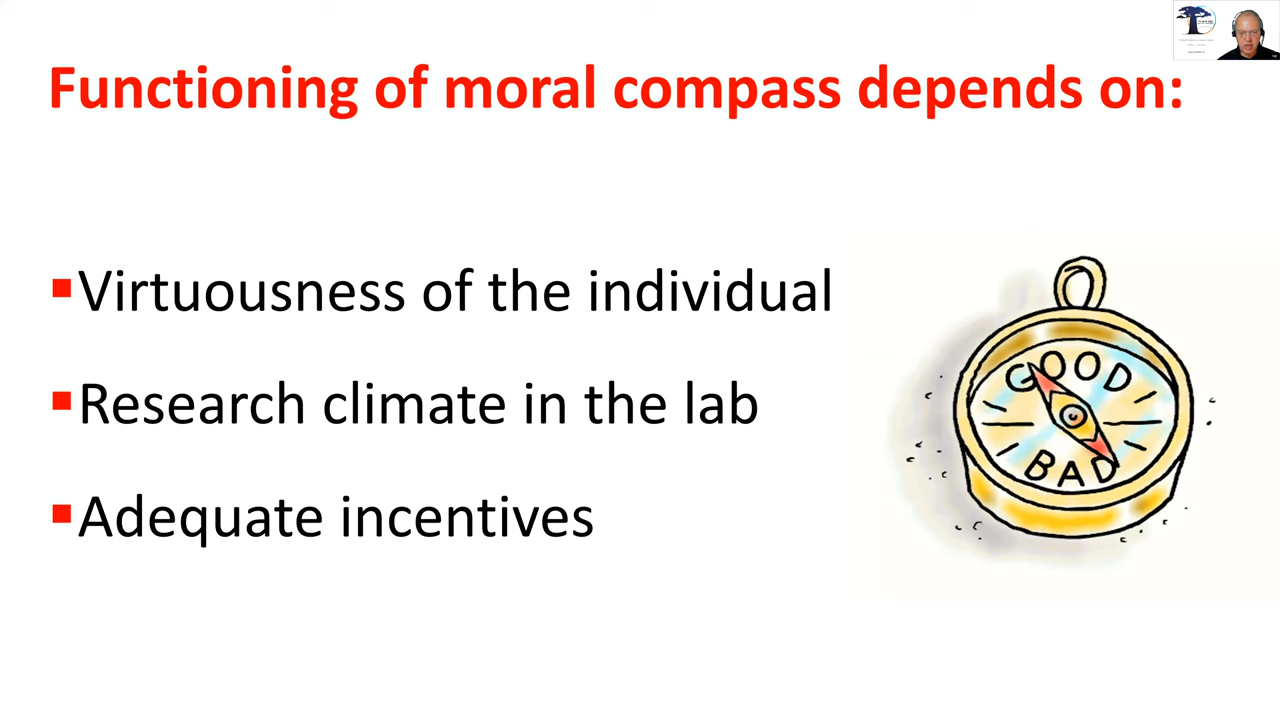 Functioning of moral compass depends on:
▪Virtuousness of the individual
▪Research climate in the lab
▪Adequate incentives
GOOD
BAD